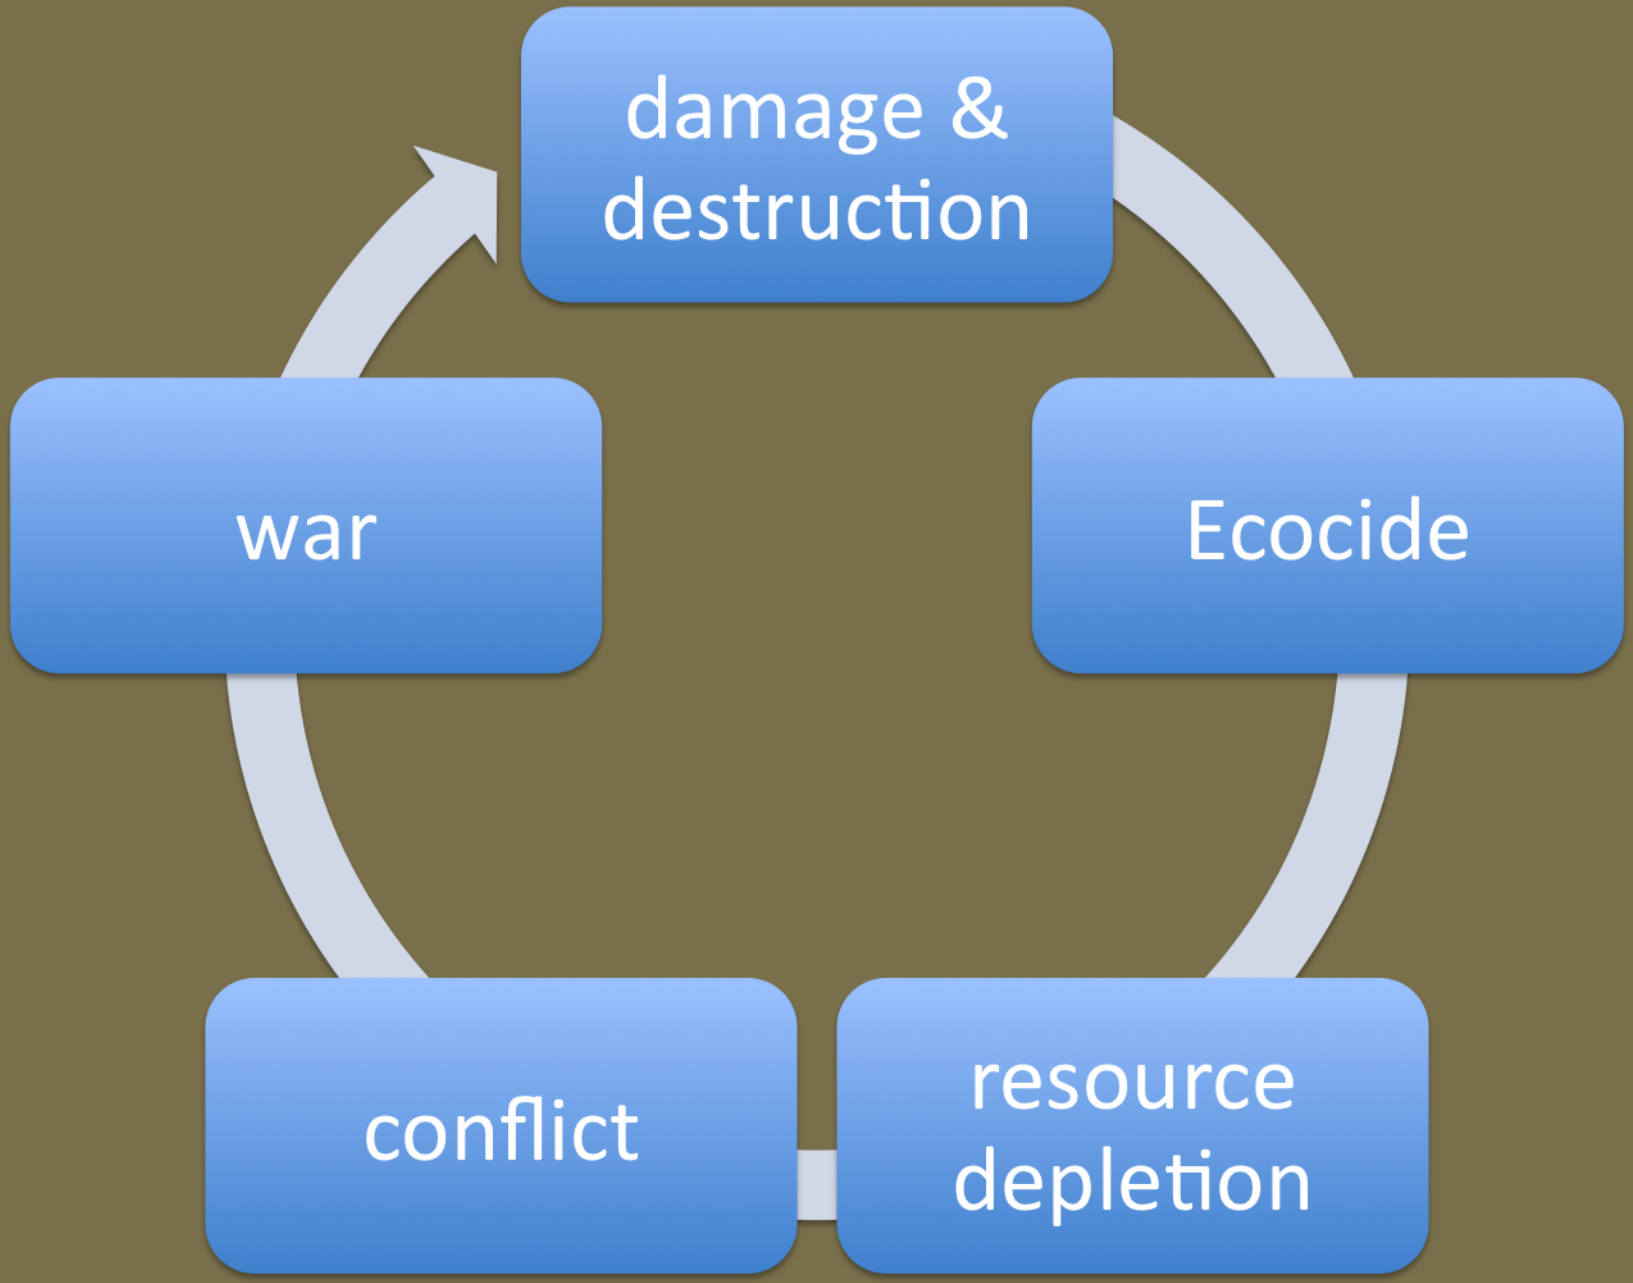 damage &
destruction
Ecocide
resource
depletion
conflict
war